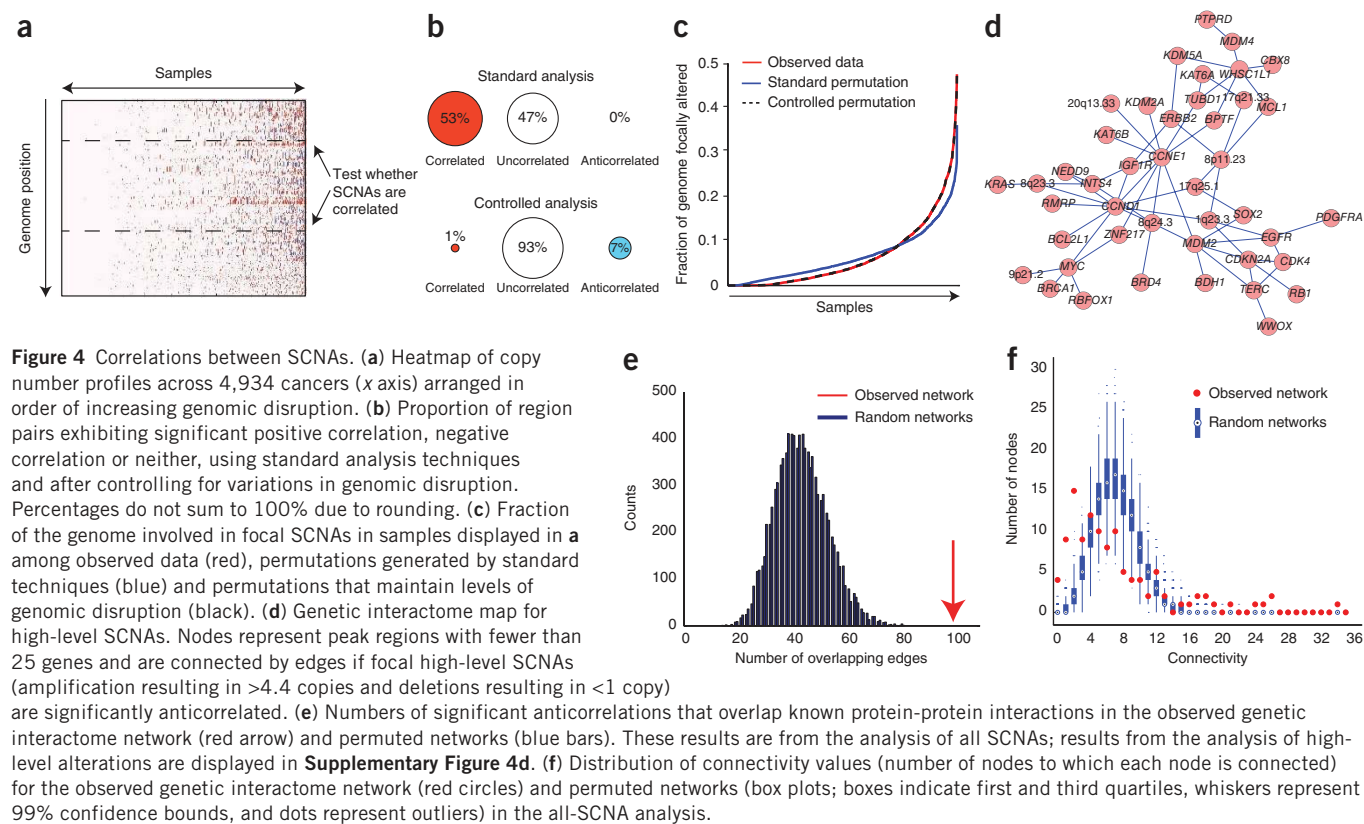 a
Samples
Genome position
Test whether
SCNAs are
correlated
b
Standard analysis
53%
47%
0%
Correlated
Uncorrelated
Anticorrelated
Controlled analysis
1%
93%
7%
Correlated
Uncorrelated
Anticorrelated
c
Fraction of genome focally altered
0.5
0.4
0.3
0.2
0.1
0
Observed data
Standard permutation
Controlled permutation
Samples
d
PTPRD
MDM4
KDM5A
CBX8
KAT6A
WHSC1L1
TUBD1
17q21.33
MCL1
20q13.33
KDM2A
ERBB2
BPTF
KAT6B
CCNE1
8p11.23
IGF1R
NEDD9
KRAS
8q23.3
INTS4
17q25.1
RMRP
CCND1
8q24.3
1q23.3
SOX2
PDGFRA
BCL2L1
ZNF217
MDM2
EGFR
CDKN2A
CDK4
9p21.2
MYC
BRCA1
RBFOX1
BRD4
BDH1
TERC
RB1
WWOX
Figure 4 Correlations between SCNAs. (a) Heatmap of copy
number profiles across 4,934 cancers (x axis) arranged in
order of increasing genomic disruption. (b) Proportion of region
pairs exhibiting significant positive correlation, negative
correlation or neither, using standard analysis techniques
and after controlling for variations in genomic disruption.
Percentages do not sum to 100% due to rounding. (c) Fraction
of the genome involved in focal SCNAs in samples displayed in a
among observed data (red), permutations generated by standard
techniques (blue) and permutations that maintain levels of
genomic disruption (black). (d) Genetic interactome map for
high-level SCNAs. Nodes represent peak regions with fewer than
25 genes and are connected by edges if focal high-level SCNAs
(amplification resulting in >4.4 copies and deletions resulting in <1 copy)
are significantly anticorrelated. (e) Numbers of significant anticorrelations that overlap known protein-protein interactions in the observed genetic
interactome network (red arrow) and permuted networks (blue bars). These results are from the analysis of all SCNAs; results from the analysis of high-
level alterations are displayed in Supplementary Figure 4d. (f) Distribution of connectivity values (number of nodes to which each node is connected)
for the observed genetic interactome network (red circles) and permuted networks (box plots; boxes indicate first and third quartiles, whiskers represent
99% confidence bounds, and dots represent outliers) in the all-SCNA analysis.
e
Counts
500
400
300
200
100
0
Observed network
Random networks
0 20 40 60 80 100
Number of overlapping edges
f
Number of nodes
30
25
20
15
10
5
0
Observed network
Random networks
0 4 8 12 16 20 24 28 32 36
Connectivity